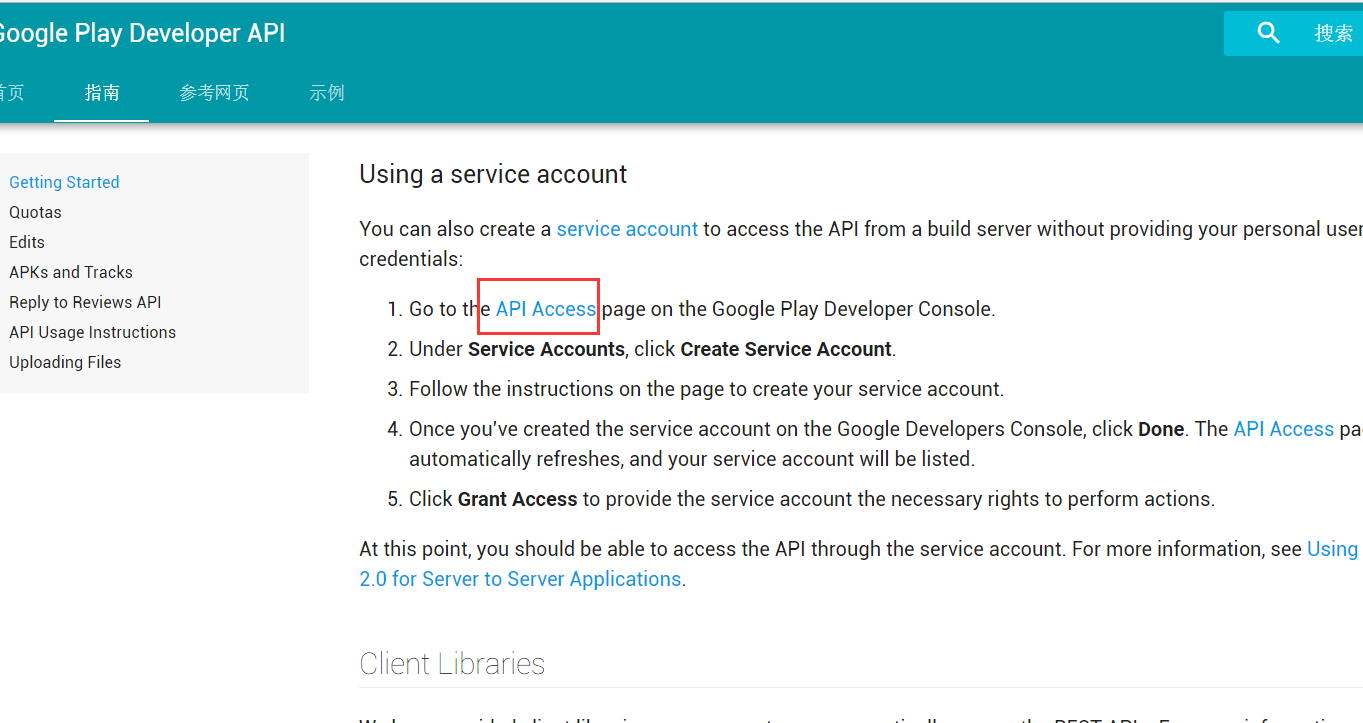 Google Play Developer API
搜索
首页 指南 参考网页 示例
Getting Started
Quotas
Edits
APKs and Tracks
Reply to Reviews API
API Usage Instructions
Uploading Files
Using a service account
You can also create a service account to access the API from a build server without providing your personal user
credentials:
1. Go to the API Access page on the Google Play Developer Console.
2. Under Service Accounts, click Create Service Account.
3. Follow the instructions on the page to create your service account.
4. Once you've created the service account on the Google Developers Console, click Done. The API Access pa
automatically refreshes, and your service account will be listed.
5. Click Grant Access to provide the service account the necessary rights to perform actions.
At this point, you should be able to access the API through the service account. For more information, see Using
2.0 for Server to Server Applications.
Client Libraries